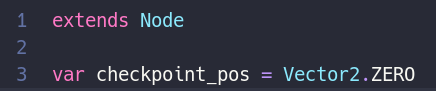 1 extends Node
2
3 var checkpoint_pos = Vector2.ZERO